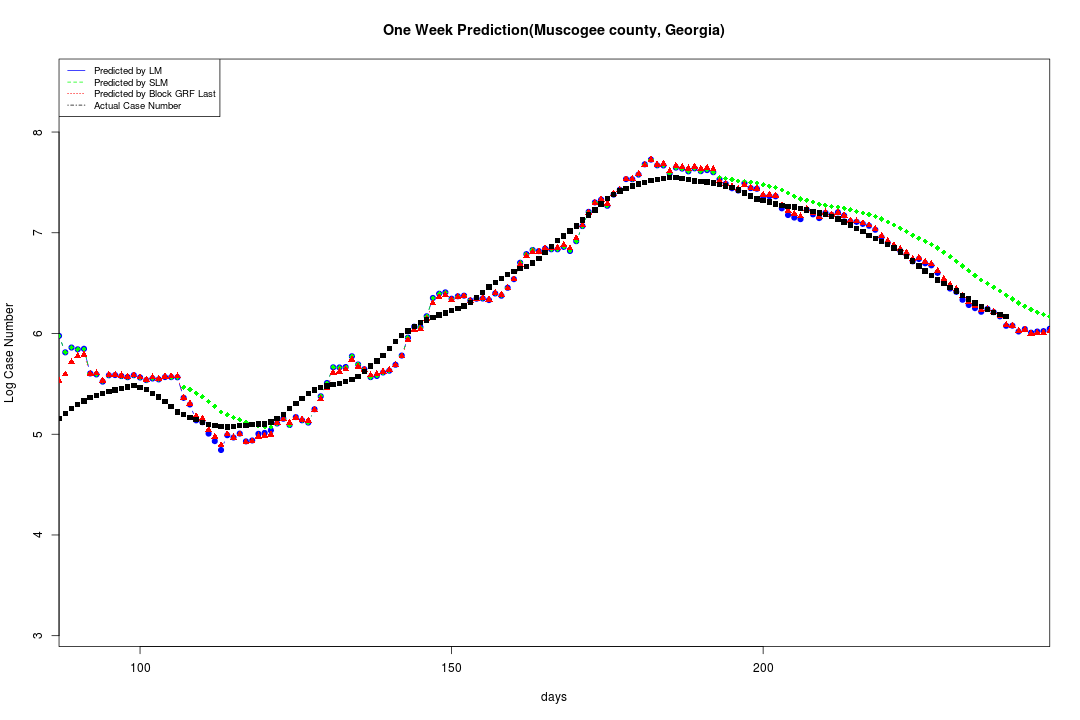 One Week Prediction(Muscogee county, Georgia)
Predicted by LM
Predicted by SLM
Predicted by Block GRF Last
Actual Case Number
8
7
6
5
4
3
Log Case Number
100 150 200
days